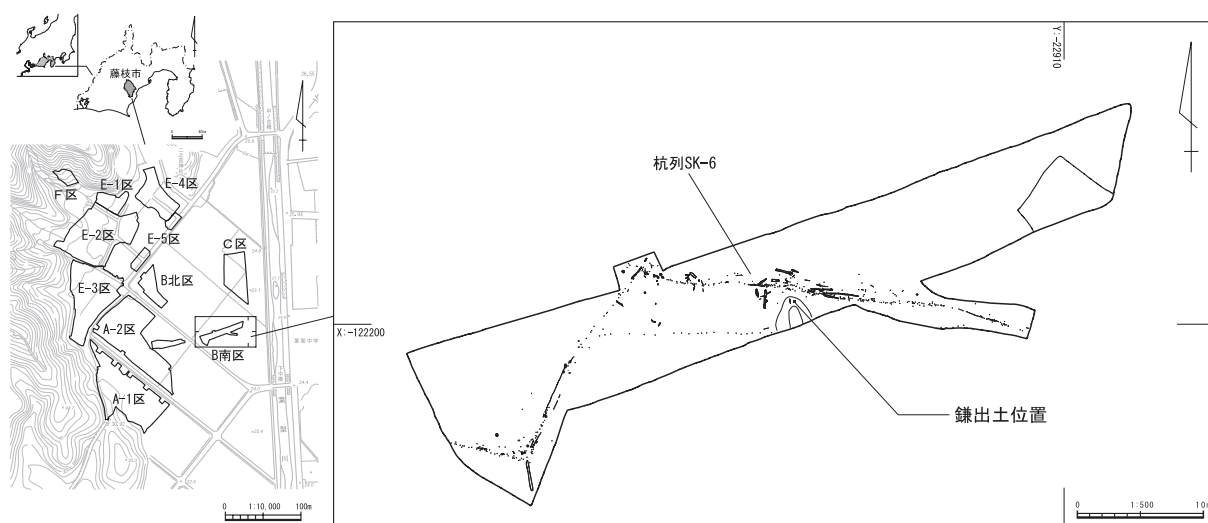 藤枝市
0
F区
E-1区
E-4区
E-2区
E-5区
C区
E-3区
B北区
A-2区
B南区
A-1区
0 1:10,000 100m
Y:-22910
杭列SK-6
X:-122200
鎌出土位置
0 1:500 10m